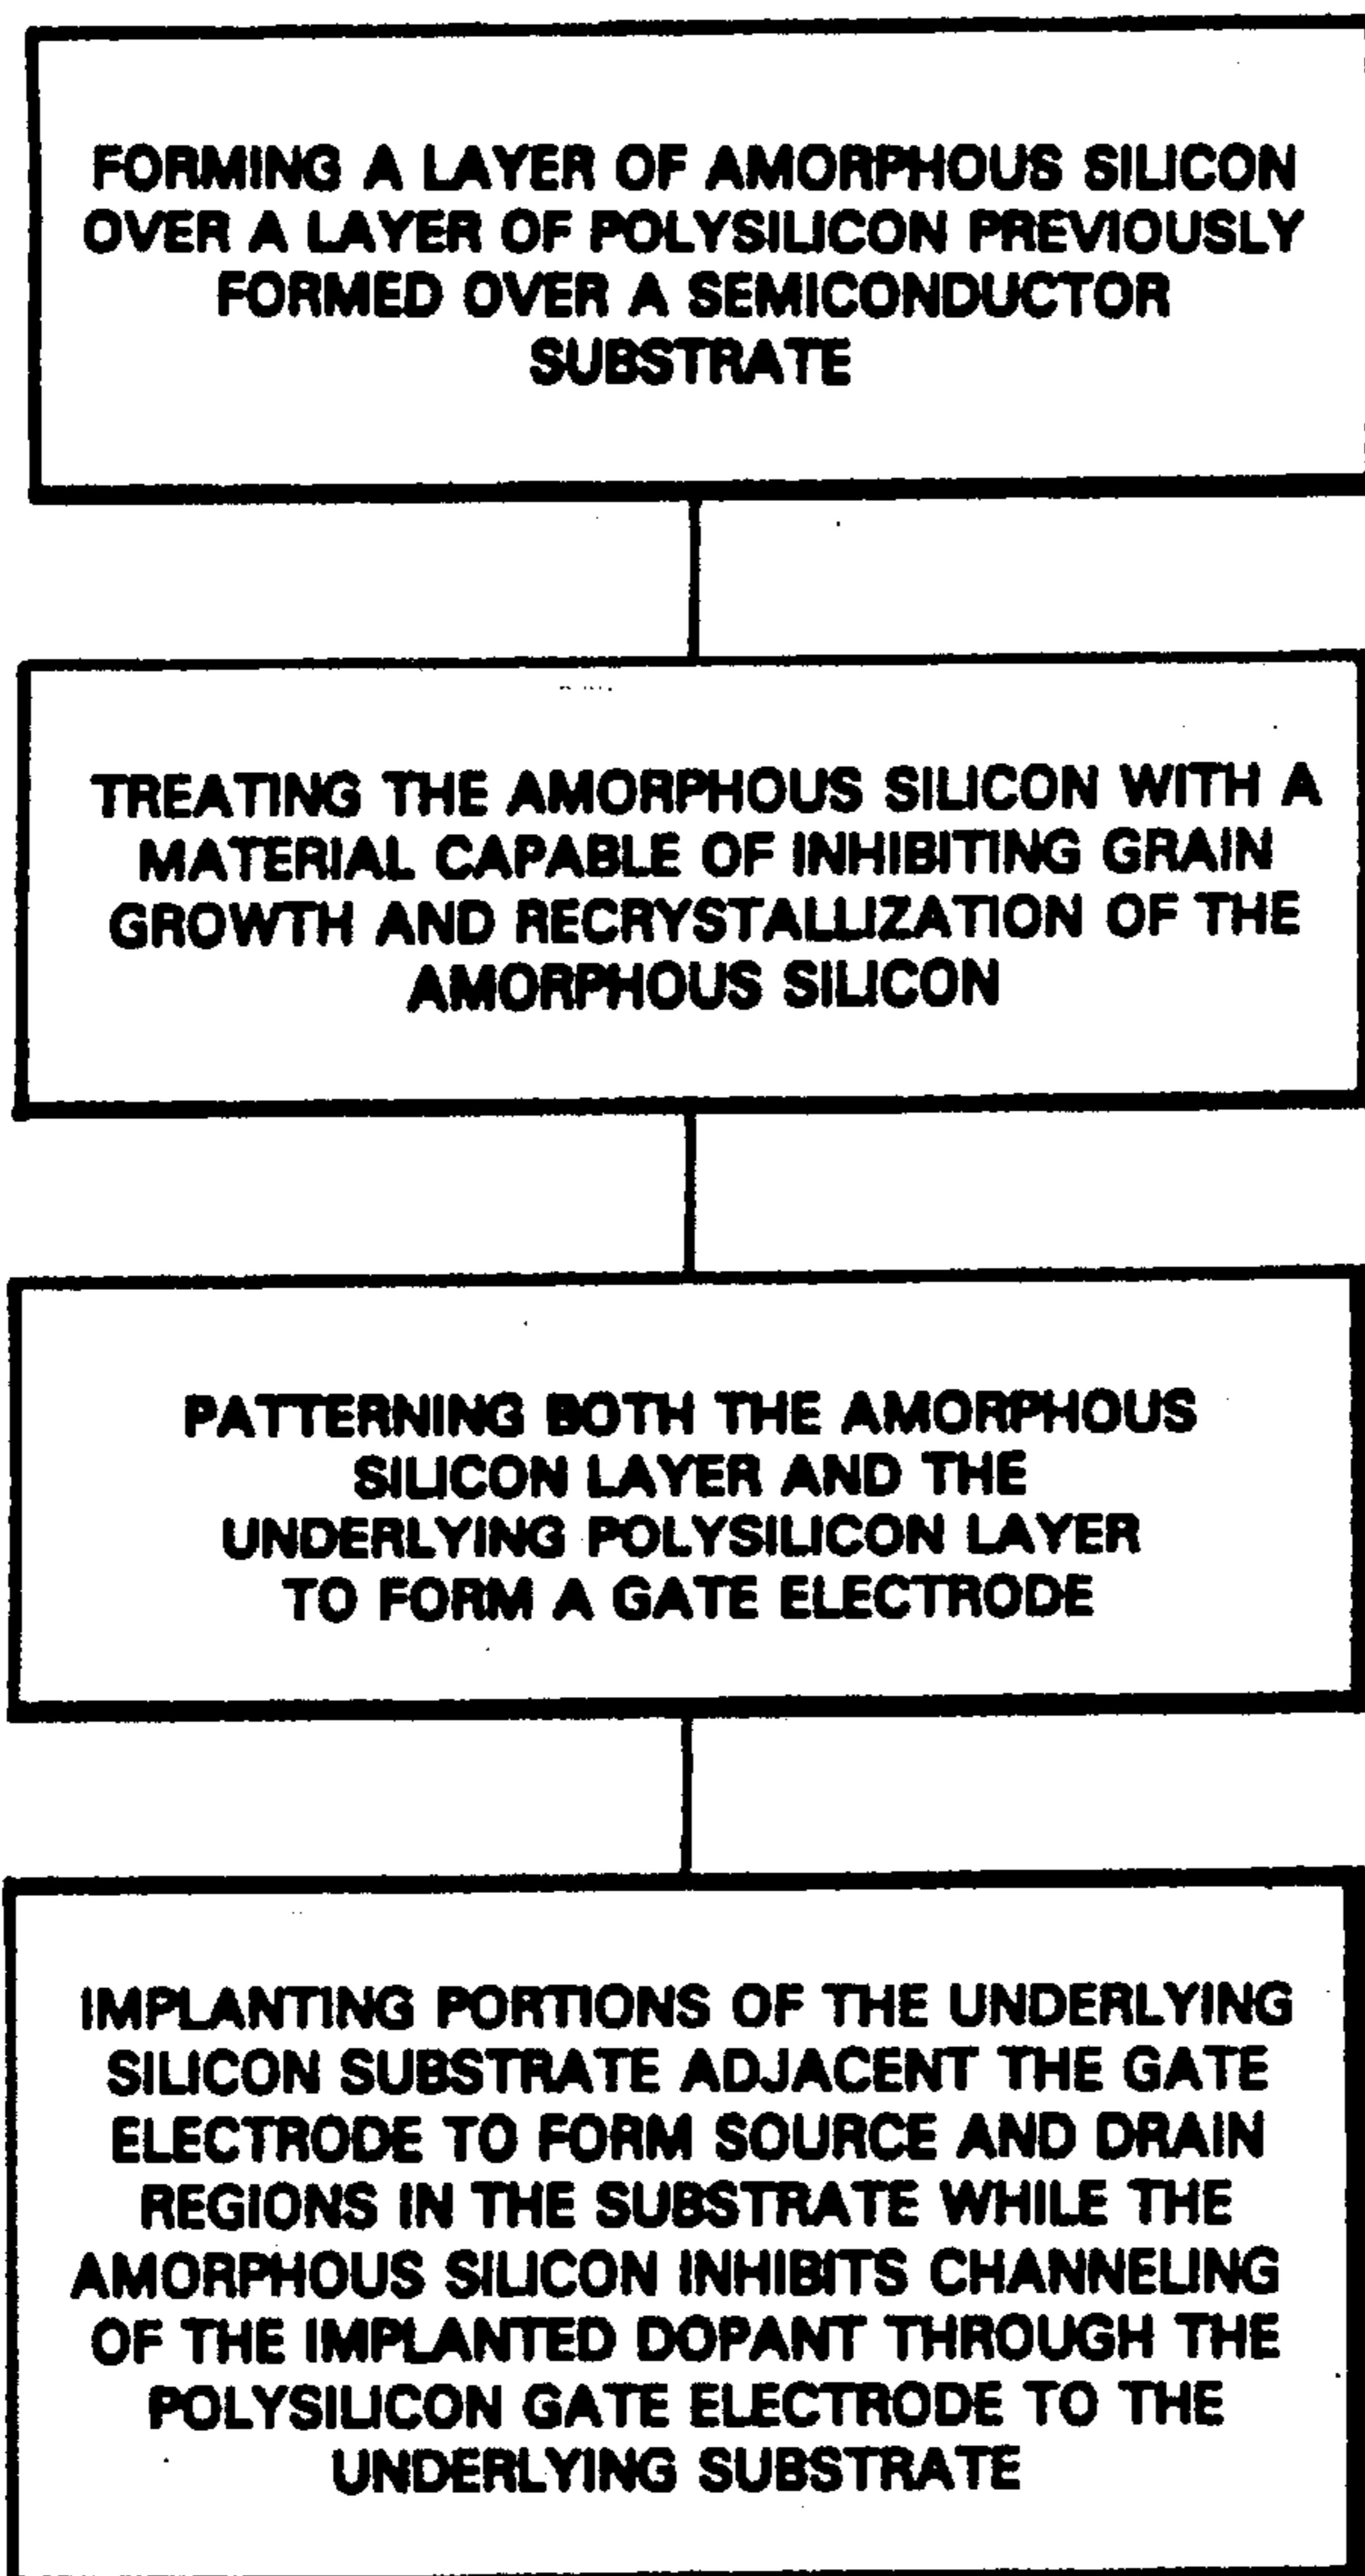 FORMING A LAYER OF AMORPHOUS SILICON
OVER A LAYER OF POLYSILICON PREVIOUSLY
FORMED OVER A SEMICONDUCTOR
SUBSTRATE
TREATING THE AMORPHOUS SILICON WITH A
MATERIAL CAPABLE OF INHIBITING GRAIN
GROWTH AND RECRYSTALLIZATION OF THE
AMORPHOUS SILICON
PATTERNING BOTH THE AMORPHOUS
SILICON LAYER AND THE
UNDERLYING POLYSILICON LAYER
TO FORM A GATE ELECTRODE
IMPLANTING PORTIONS OF THE UNDERLYING
SILICON SUBSTRATE ADJACENT THE GATE
ELECTRODE TO FORM SOURCE AND DRAIN
REGIONS IN THE SUBSTRATE WHILE THE
AMORPHOUS SILICON INHIBITS CHANNELING
OF THE IMPLANTED DOPANT THROUGH THE
POLYSILICON GATE ELECTRODE TO THE
UNDERLYING SUBSTRATE